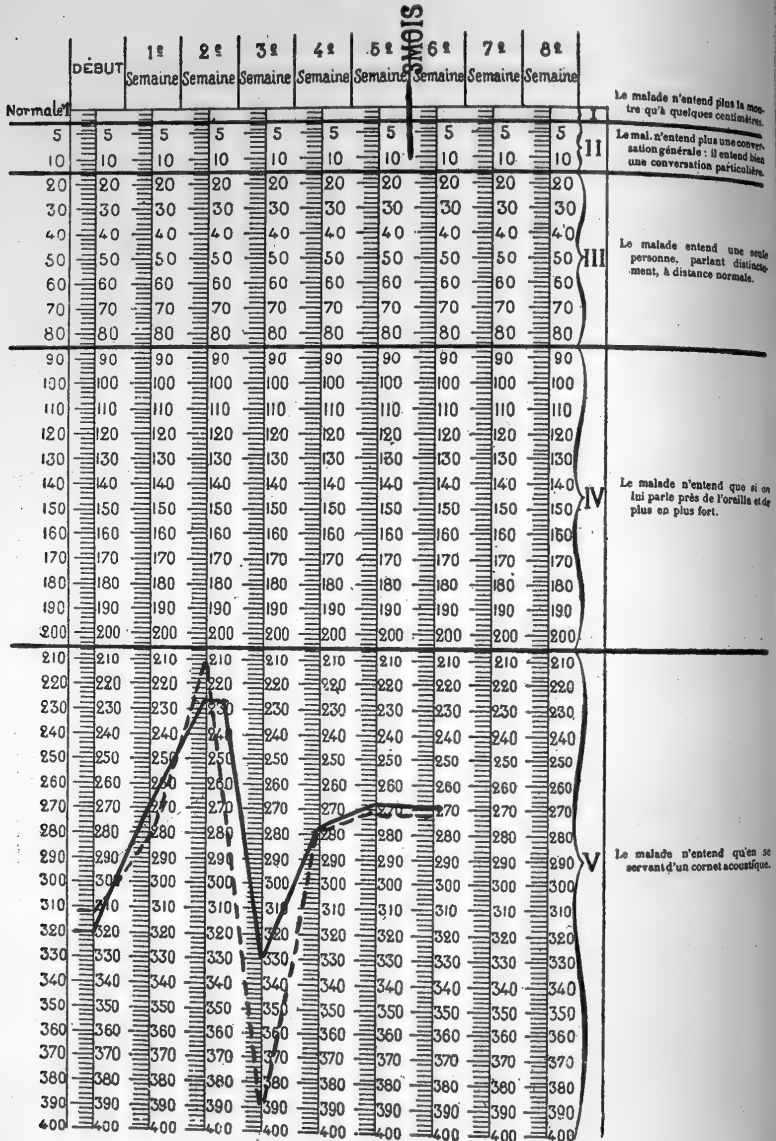 SMOIS
DÉBUT 1e 2e 3e 4e 5e 6e 7e 8e
Semaine Semaine Semaine Semaine Semaine Semaine Semaine Semaine
Normale 1 I Le malade n'entend plus la mon-
tre qu'à quelques centimètres.
5 5 5 5 5 5 5 5 5 5 II Le mal. n'entend plus une conver-
sation générale : il entend bien
10 10 10 10 10 10 10 10 10 10 une conversation particulière.
20 20 20 20 20 20 20 20 20 20
30 30 30 30 30 30 30 30 30 30
40 40 40 40 40 40 40 40 40 40
50 50 50 50 50 50 50 50 50 50 III Le malade entend une seule
personne, parlant distincte-
60 60 60 60 60 60 60 60 60 60 ment, à distance normale.
70 70 70 70 70 70 70 70 70 70
80 80 80 80 80 80 80 80 80 80
90 90 90 90 90 90 90 90 90 90
100 100 100 100 100 100 100 100 100 100
110 110 110 110 110 110 110 110 110 110
120 120 120 120 120 120 120 120 120 120
130 130 130 130 130 130 130 130 130 130
140 140 140 140 140 140 140 140 140 140 IV Le malade n'entend que si on
lui parle près de l'oreille et de
150 150 150 150 150 150 150 150 150 150 plus en plus fort.
160 160 160 160 160 160 160 160 160 160
170 170 170 170 170 170 170 170 170 170
180 180 180 180 180 180 180 180 180 180
190 190 190 190 190 190 190 190 190 190
200 200 200 200 200 200 200 200 200 200
210 210 210 210 210 210 210 210 210 210
220 220 220 220 220 220 220 220 220 220
230 230 230 230 230 230 230 230 230 230
240 240 240 240 240 240 240 240 240 240
250 250 250 250 250 250 250 250 250 250
260 260 260 260 260 260 260 260 260 260
270 270 270 270 270 270 270 270 270 270
280 280 280 280 280 280 280 280 280 280
290 290 290 290 290 290 290 290 290 290 V Le malade n'entend qu'en se
servant d'un cornet acoustique.
300 300 300 300 300 300 300 300 300 300
310 310 310 310 310 310 310 310 310 310
320 320 320 320 320 320 320 320 320 320
330 330 330 330 330 330 330 330 330 330
340 340 340 340 340 340 340 340 340 340
350 350 350 350 350 350 350 350 350 350
360 360 360 360 360 360 360 360 360 360
370 370 370 370 370 370 370 370 370 370
380 380 380 380 380 380 380 380 380 380
390 390 390 390 390 390 390 390 390 390
400 400 400 400 400 400 400 400 400 400